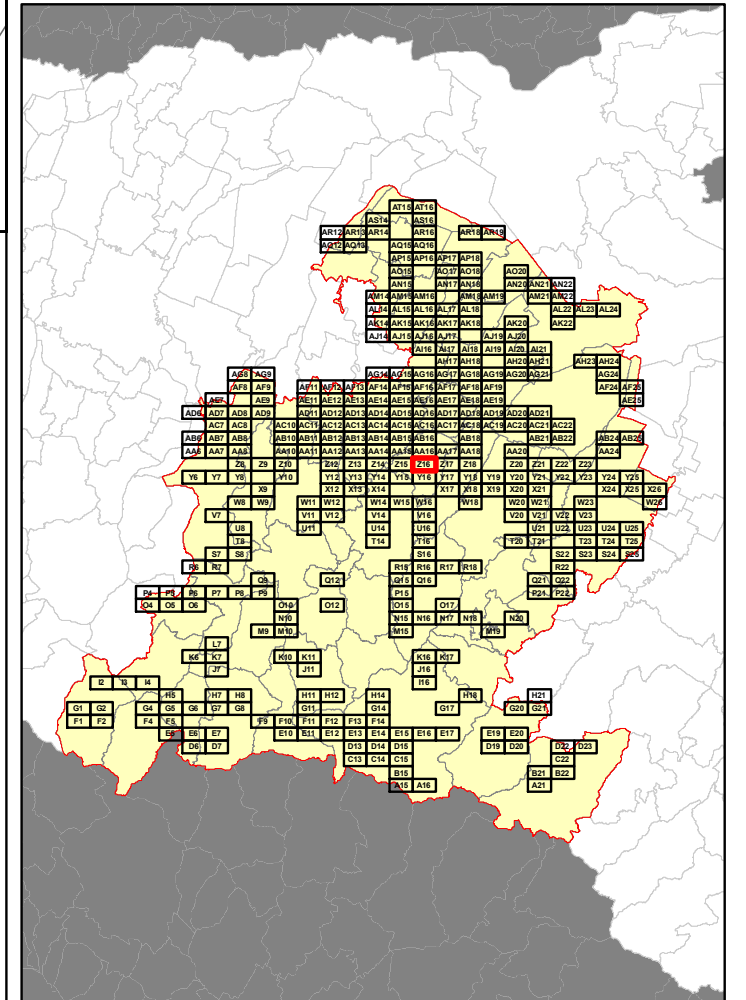 AT15 AT16
AS14 AS16
AR12 AR13 AR14 AR16 AR18 AR19
AQ12 AQ13 AQ15 AQ16
AP15 AP16 AP17 AP18
AO15 AO17 AO18 AO20
AN15 AN17 AN18 AN20 AN21 AN22
AM14 AM15 AM16 AM18 AM19 AM21 AM22
AL14 AL15 AL16 AL17 AL18 AL22 AL23 AL24
AK14 AK15 AK16 AK17 AK18 AK20 AK22
AJ14 AJ15 AJ16 AJ17 AJ19 AJ20
AI16 AI17 AI18 AI19 AI20 AI21
AH17 AH18 AH20 AH21 AH23 AH24
AG8 AG9 AG14 AG15 AG16 AG17 AG18 AG19 AG20 AG21 AG24
AF8 AF9 AF11 AF12 AF13 AF14 AF15 AF16 AF17 AF18 AF19 AF24 AF25
AE7 AE9 AE11 AE12 AE13 AE14 AE15 AE16 AE17 AE18 AE19 AE25
AD6 AD7 AD8 AD9 AD11 AD12 AD13 AD14 AD15 AD16 AD17 AD18 AD19 AD20 AD21
AC7 AC8 AC10 AC11 AC12 AC13 AC14 AC15 AC16 AC17 AC18 AC19 AC20 AC21 AC22
AB6 AB7 AB8 AB10 AB11 AB12 AB13 AB14 AB15 AB16 AB18 AB21 AB22 AB24 AB25
AA6 AA7 AA8 AA10 AA11 AA12 AA13 AA14 AA15 AA16 AA17 AA18 AA20 AA24
Z8 Z9 Z10 Z12 Z13 Z14 Z15 Z16 Z17 Z18 Z20 Z21 Z22 Z23
Y6 Y7 Y8 Y10 Y12 Y13 Y14 Y15 Y16 Y17 Y18 Y19 Y20 Y21 Y22 Y23 Y24 Y25
X9 X12 X13 X14 X17 X18 X19 X20 X21 X24 X25 X26
W8 W9 W11 W12 W14 W15 W16 W18 W20 W21 W23 W26
V7 V11 V12 V14 V16 V20 V21 V22 V23
U8 U11 U14 U16 U21 U22 U23 U24 U25
T8 T14 T16 T20 T21 T23 T24 T25
S7 S8 S16 S22 S23 S24 S25
R6 R7 R15 R16 R17 R18 R22
Q9 Q12 Q15 Q16 Q21 Q22
P4 P5 P6 P7 P8 P9 P15 P21 P22
O4 O5 O6 O10 O12 O15 O17
N10 N15 N16 N17 N18 N20
M9 M10 M15 M19
L7
K6 K7 K10 K11 K16 K17
J7 J11 J16
I2 I3 I4 I16
H5 H7 H8 H11 H12 H14 H18 H21
G1 G2 G4 G5 G6 G7 G8 G11 G14 G17 G20 G21
F1 F2 F4 F5 F9 F10 F11 F12 F13 F14
E5 E6 E7 E10 E11 E12 E13 E14 E15 E16 E17 E19 E20
D6 D7 D13 D14 D15 D19 D20 D22 D23
C13 C14 C15 C22
B15 B21 B22
A15 A16 A21